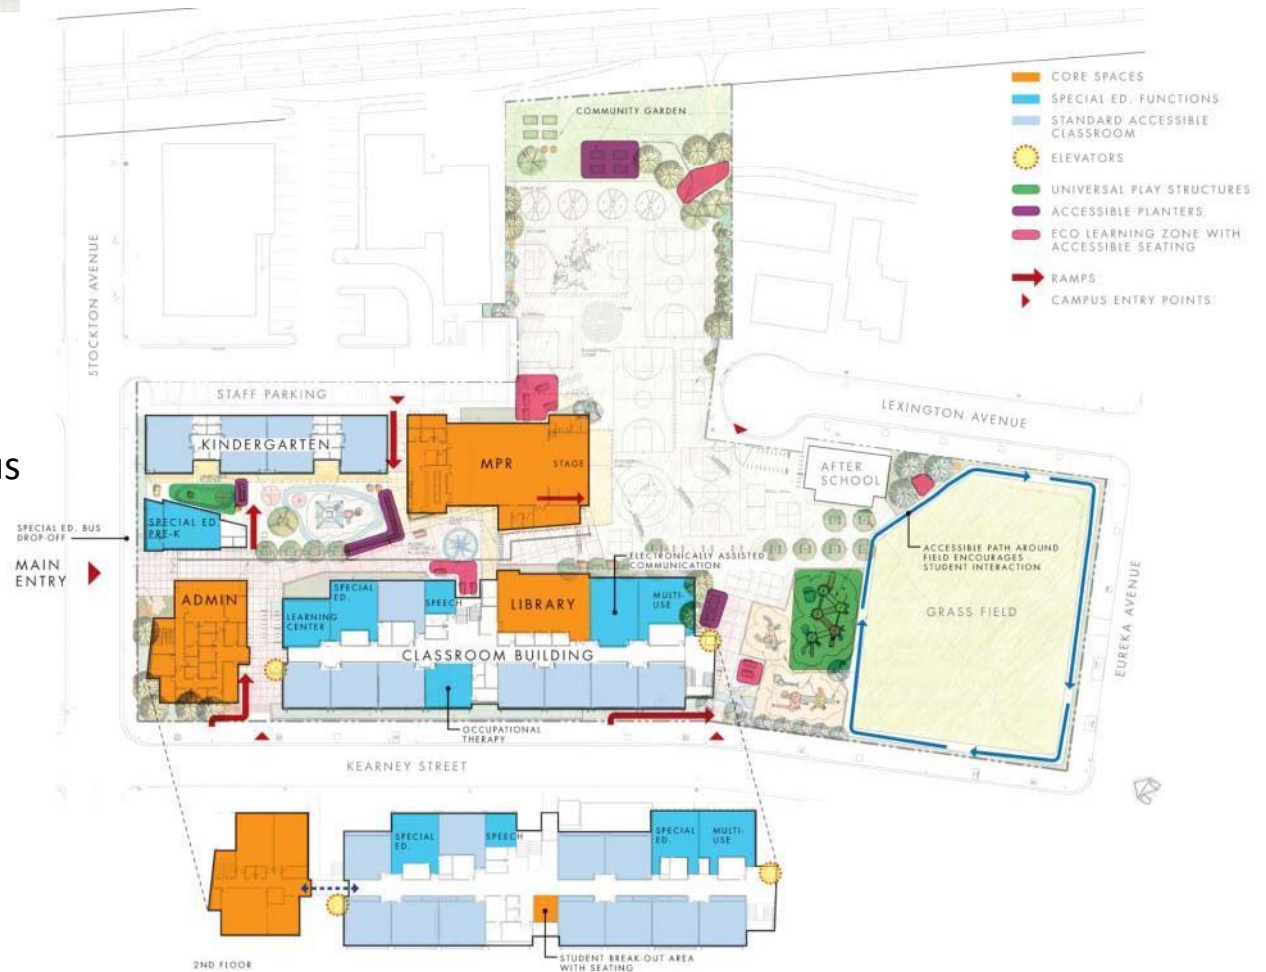 COMMUNITY GARDEN
CORE SPACES
SPECIAL ED. FUNCTIONS
STANDARD ACCESSIBLE
CLASSROOM
ELEVATORS
UNIVERSAL PLAY STRUCTURES
ACCESSIBLE PLANTERS
ECO LEARNING ZONE WITH
ACCESSIBLE SEATING
RAMPS
CAMPUS ENTRY POINTS
STOCKTON AVENUE
STAFF PARKING
LEXINGTON AVENUE
KINDERGARTEN
MPR
STAGE
AFTER
SCHOOL
us
SPECIAL ED
PRE-K
SPECIAL ED. BUS
DROP-OFF
MAIN
ENTRY
ELECTRONICALLY ASSISTED
COMMUNICATION
ACCESSIBLE PATH AROUND
FIELD ENCOURAGES
STUDENT INTERACTION
ADMIN
LEARNING
CENTER
SPECIAL
ED.
SPEECH
LIBRARY
MULTI-
USE
GRASS FIELD
EUREKA AVENUE
CLASSROOM BUILDING
OCCUPATIONAL
THERAPY
KEARNEY STREET
SPECIAL
ED.
SPEECH
SPECIAL
ED.
MULTI-
USE
STUDENT BREAK-OUT AREA
WITH SEATING
2ND FLOOR